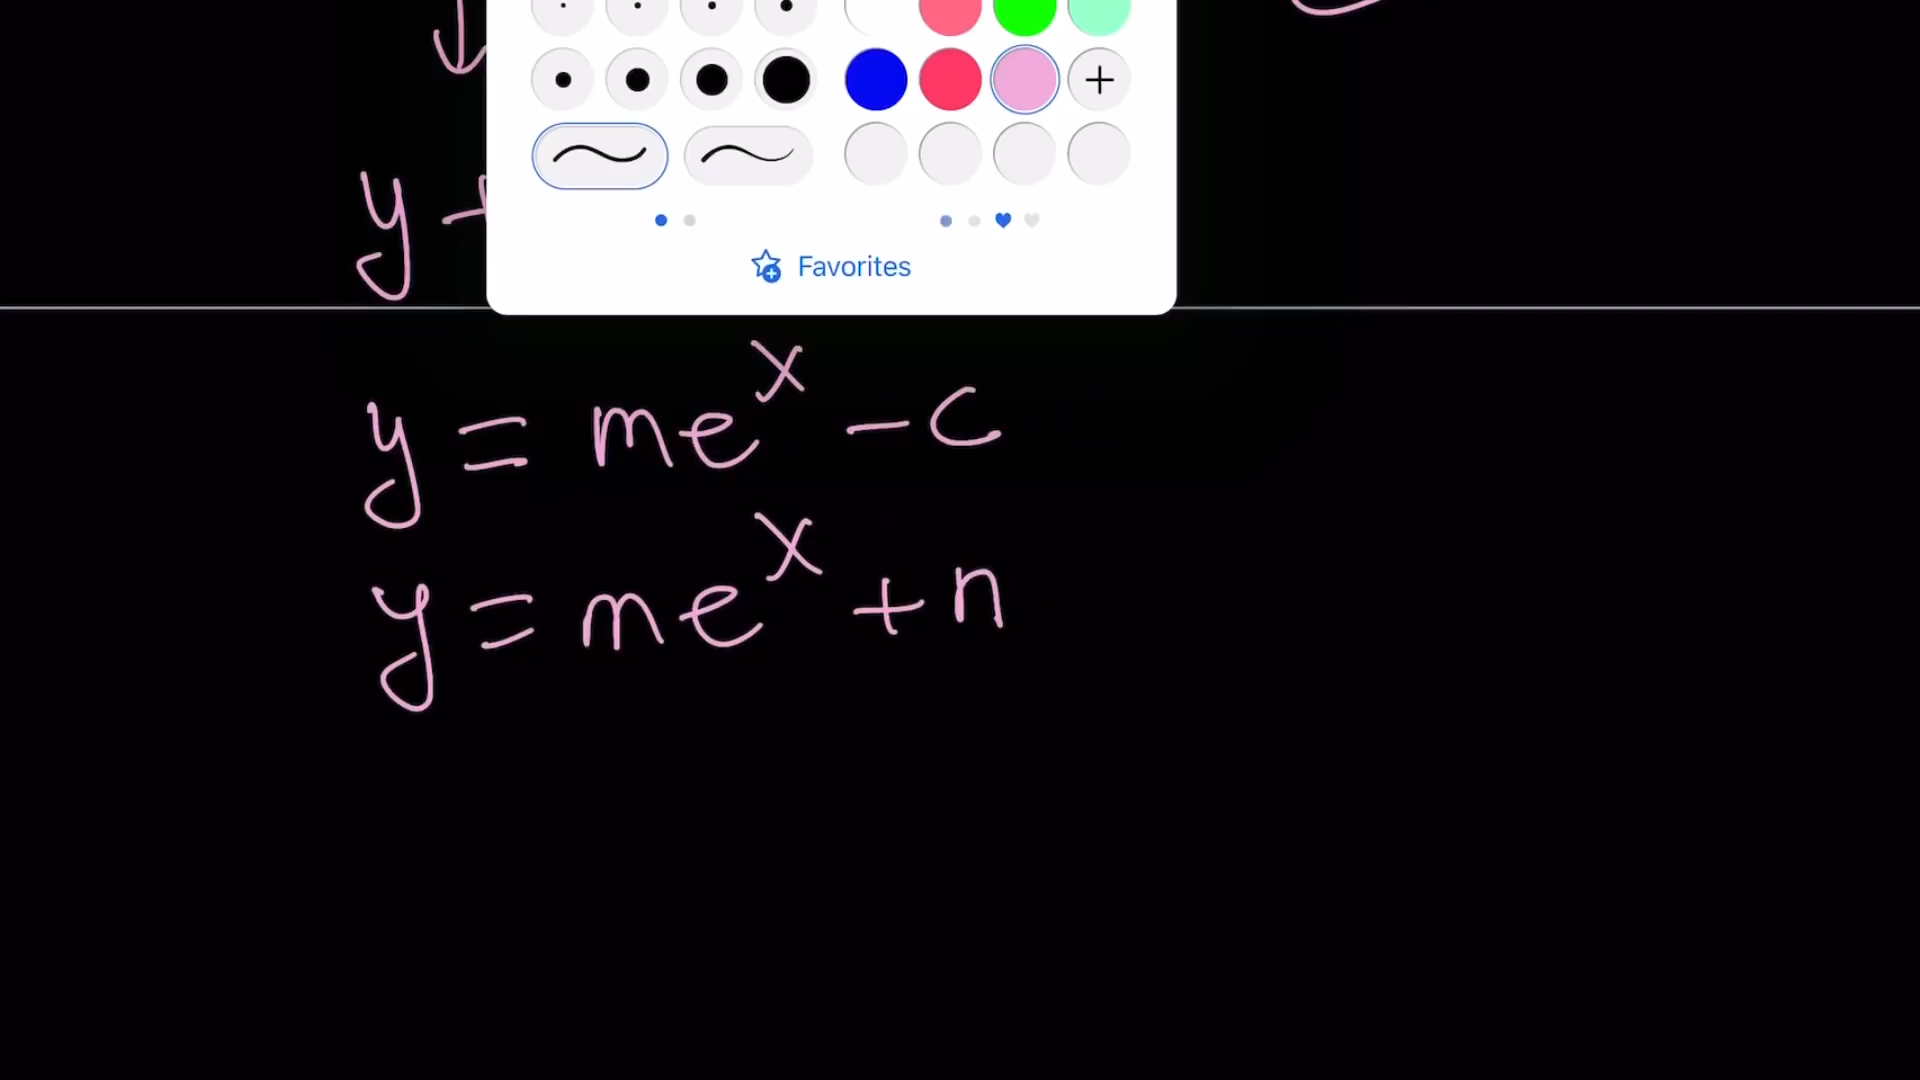 y +
Favorites
y = me^x - c
y = me^x + n